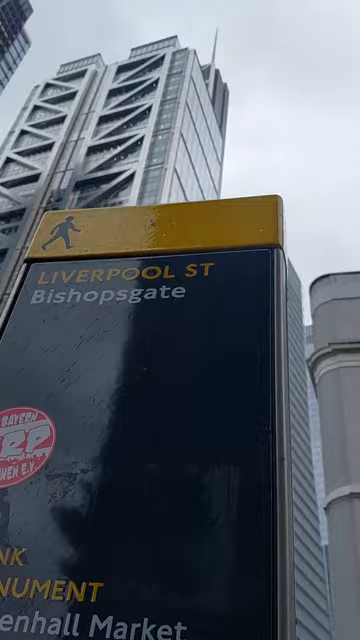 LIVERPOOL ST
Bishopsgate
BAYERN
NK
NUMENT
enhall Market